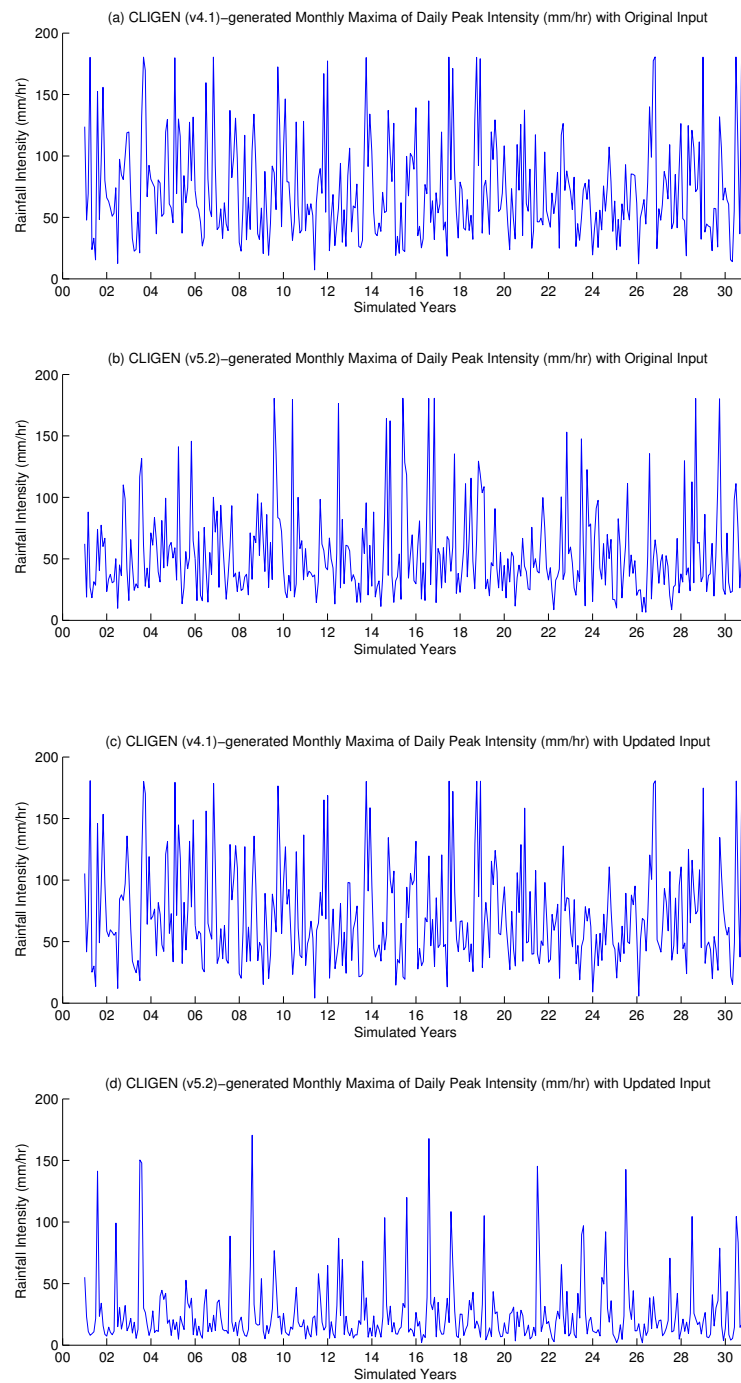 (a) CLIGEN (v4.1)−generated Monthly Maxima of Daily Peak Intensity (mm/hr) with Original Input
200
150
100
50
0
Rainfall Intensity (mm/hr)
00 02 04 06 08 10 12 14 16 18 20 22 24 26 28 30
Simulated Years
(b) CLIGEN (v5.2)−generated Monthly Maxima of Daily Peak Intensity (mm/hr) with Original Input
200
150
100
50
0
Rainfall Intensity (mm/hr)
00 02 04 06 08 10 12 14 16 18 20 22 24 26 28 30
Simulated Years
(c) CLIGEN (v4.1)−generated Monthly Maxima of Daily Peak Intensity (mm/hr) with Updated Input
200
150
100
50
0
Rainfall Intensity (mm/hr)
00 02 04 06 08 10 12 14 16 18 20 22 24 26 28 30
Simulated Years
(d) CLIGEN (v5.2)−generated Monthly Maxima of Daily Peak Intensity (mm/hr) with Updated Input
200
150
100
50
0
Rainfall Intensity (mm/hr)
00 02 04 06 08 10 12 14 16 18 20 22 24 26 28 30
Simulated Years